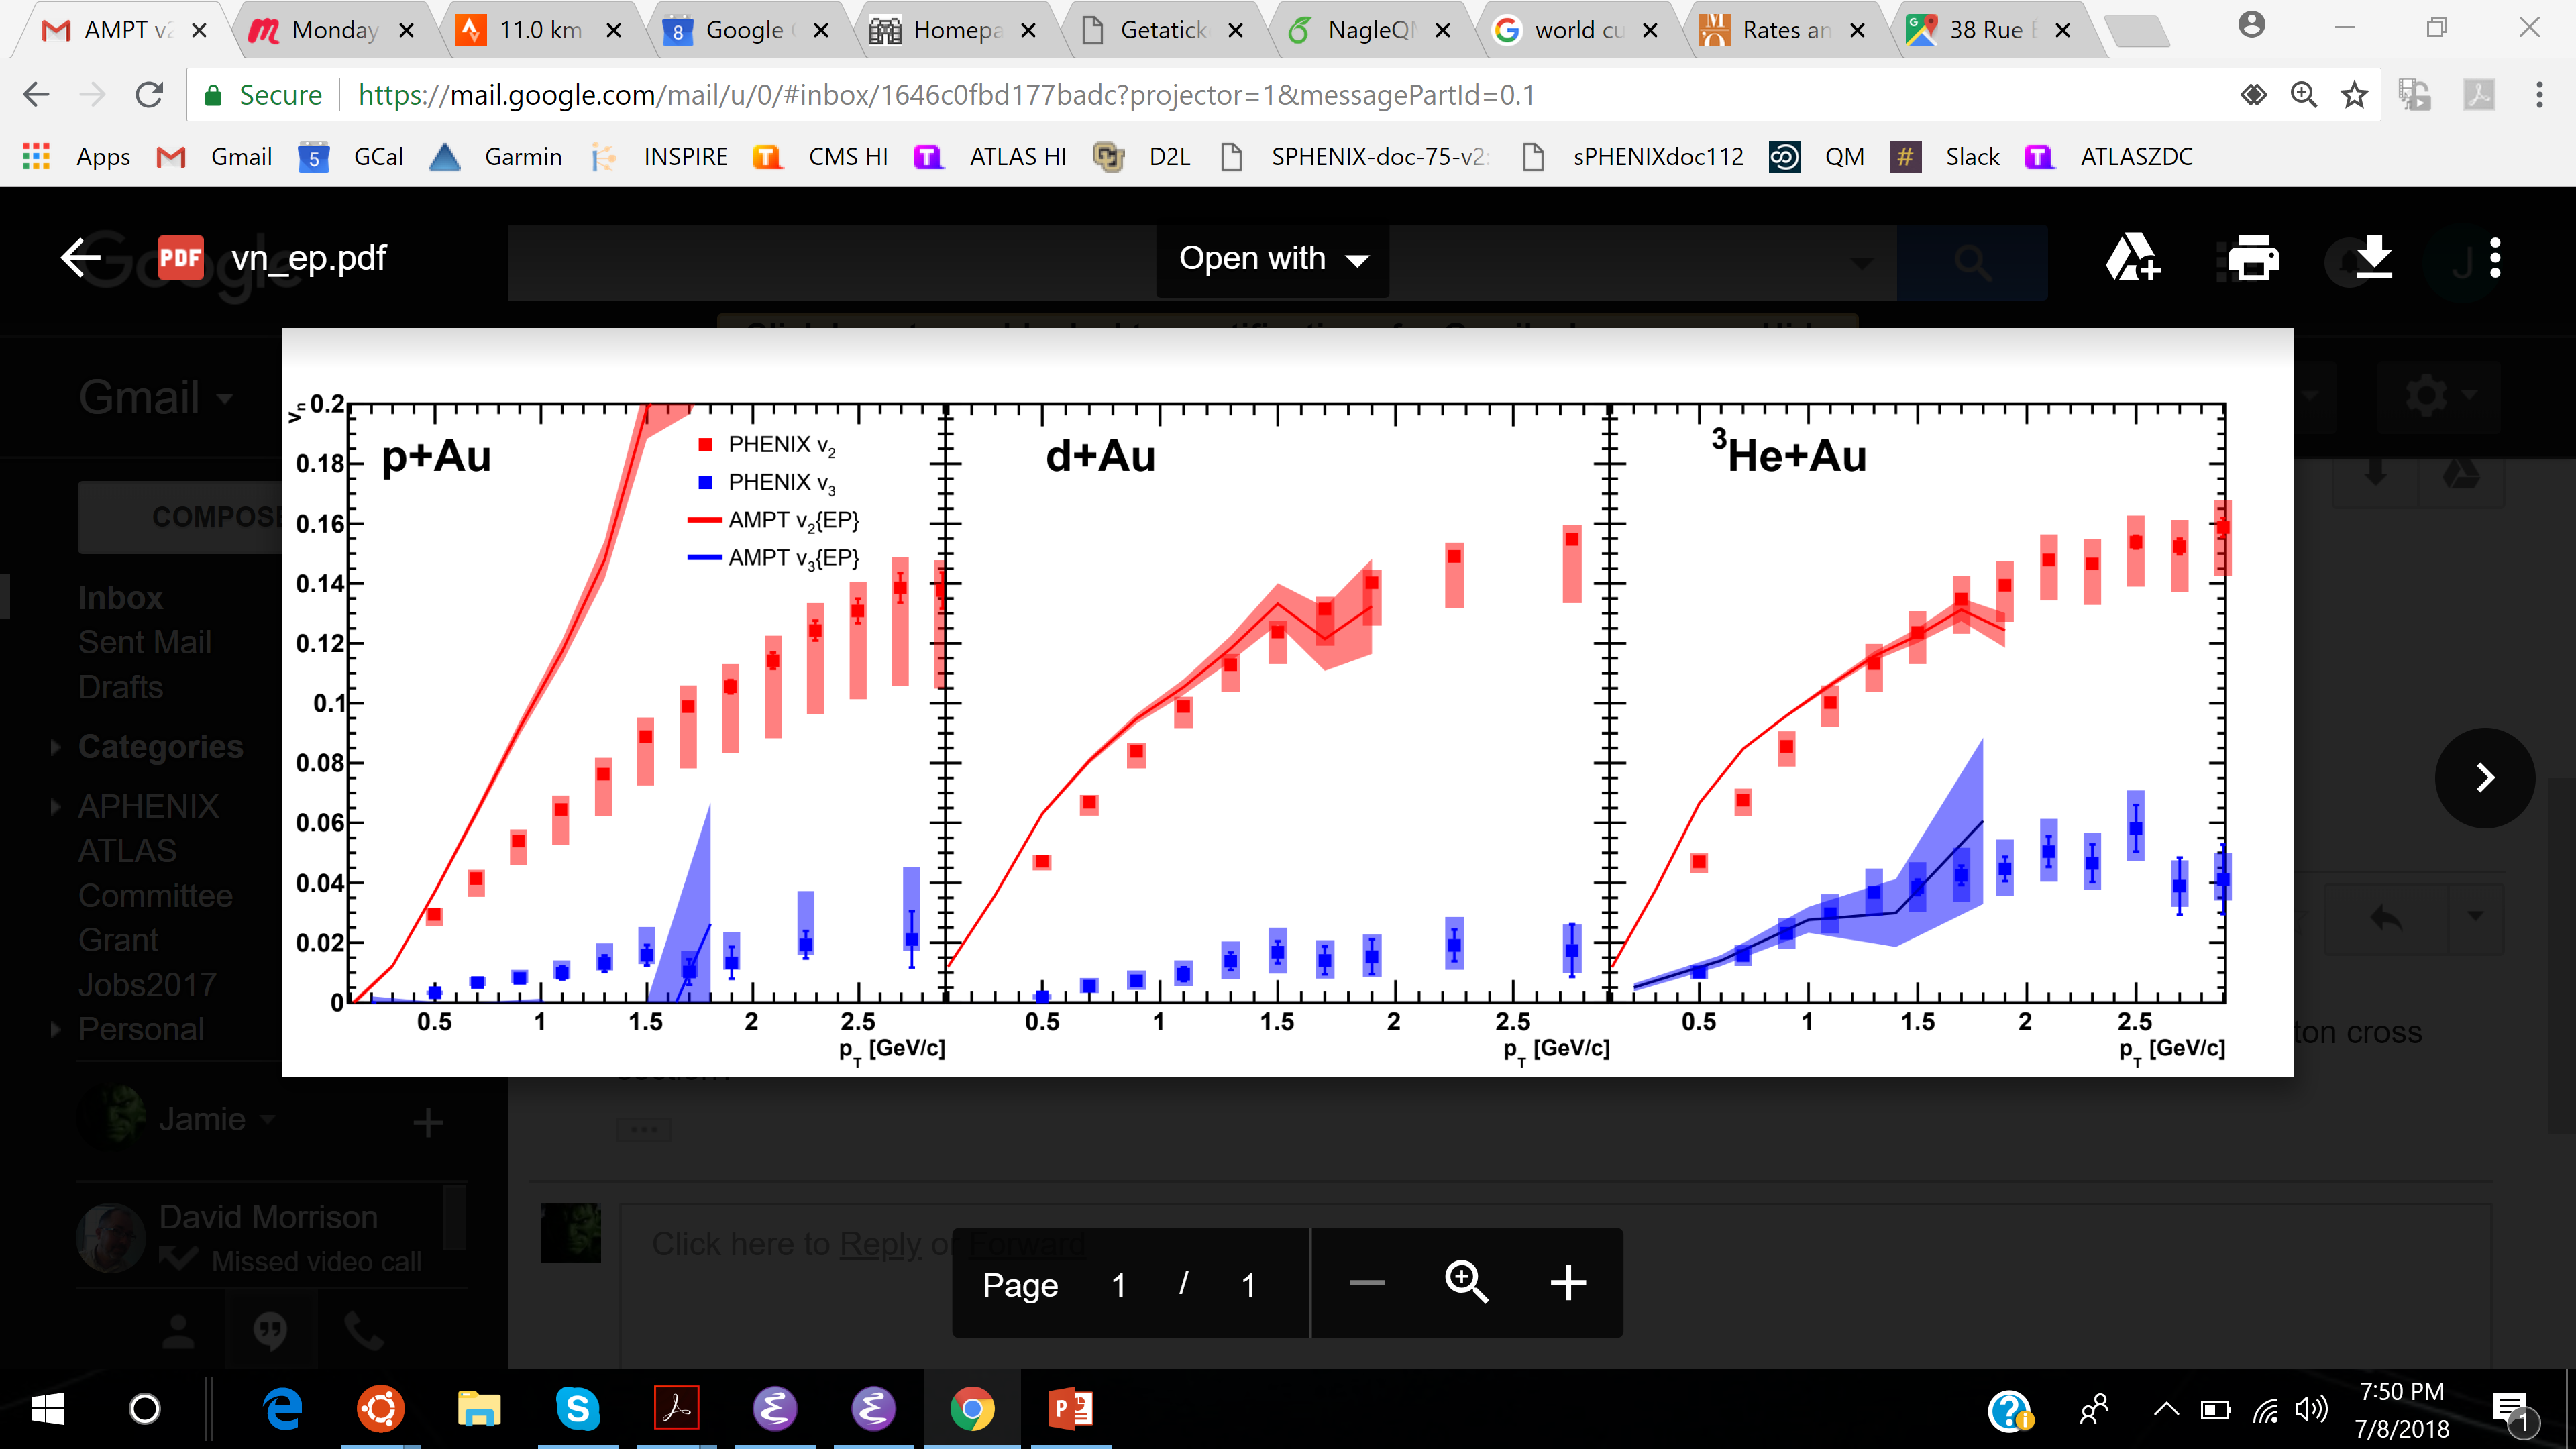 AMPT v2
Monday
11.0 km
Google
Homepa
Getatick
NagleQM
world cu
Rates an
38 Rue
Secure
https://mail.google.com/mail/u/0/#inbox/1646c0fbd177badc?projector=1&messagePartId=0.1
Apps
Gmail
GCal
Garmin
INSPIRE
CMS HI
ATLAS HI
D2L
SPHENIX-doc-75-v2
sPHENIXdoc112
QM
Slack
ATLASZDC
Google
PDF
vn_ep.pdf
Open with
J
Gmail
COMPOSE
Inbox
Sent Mail
Drafts
Categories
APHENIX
ATLAS
Committee
Grant
Jobs2017
Personal
Jamie
David Morrison
Missed video call
vn
0.2
0.18
0.16
0.14
0.12
0.1
0.08
0.06
0.04
0.02
0
p+Au
PHENIX v2
PHENIX v3
AMPT v2{EP}
AMPT v3{EP}
0.5 1 1.5 2 2.5
pT [GeV/c]
d+Au
0.5 1 1.5 2 2.5
pT [GeV/c]
3He+Au
0.5 1 1.5 2 2.5
pT [GeV/c]
ton cross
Click here to Reply or Forward
Page 1 / 1
7:50 PM
7/8/2018
1